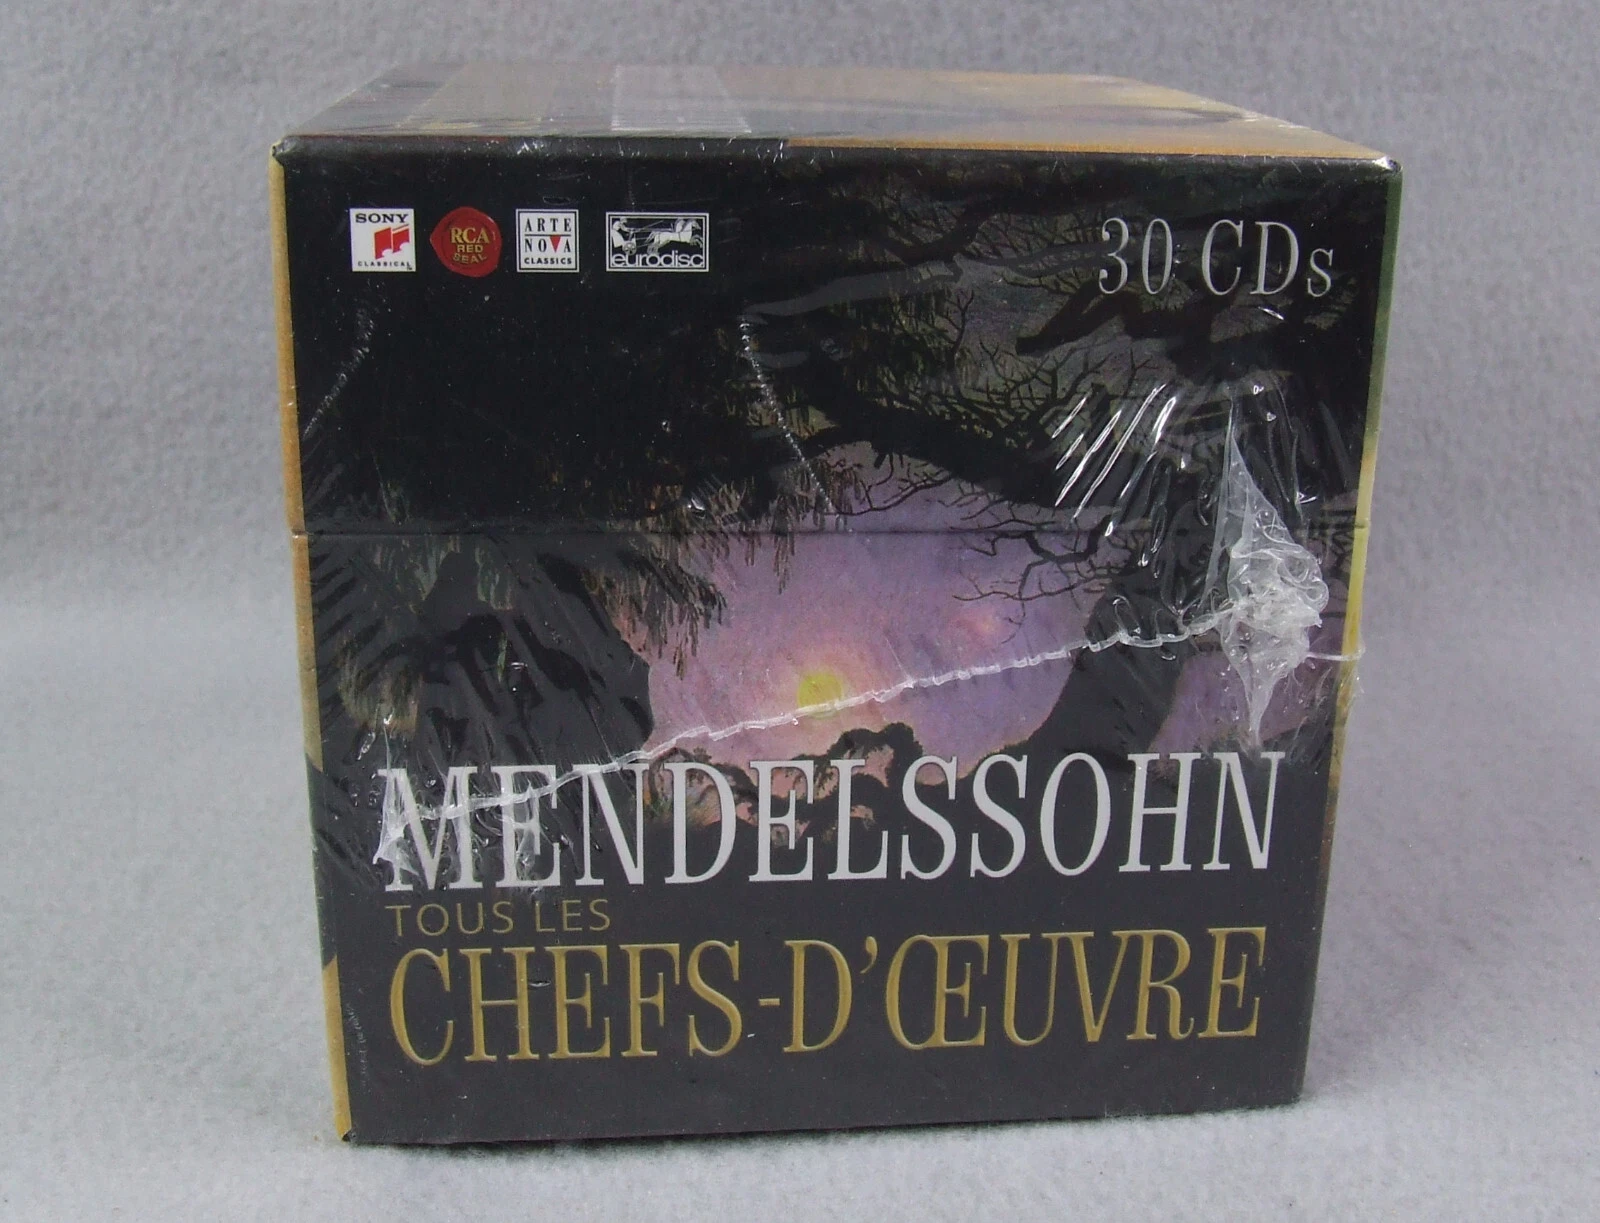 SONY
CLASSICAL
RCA
RED
SEAL
ARTE
NOVA
CLASSICS
eurodisc
30 CDs
MENDELSSOHN
TOUS LES
CHEFS-D'ŒUVRE